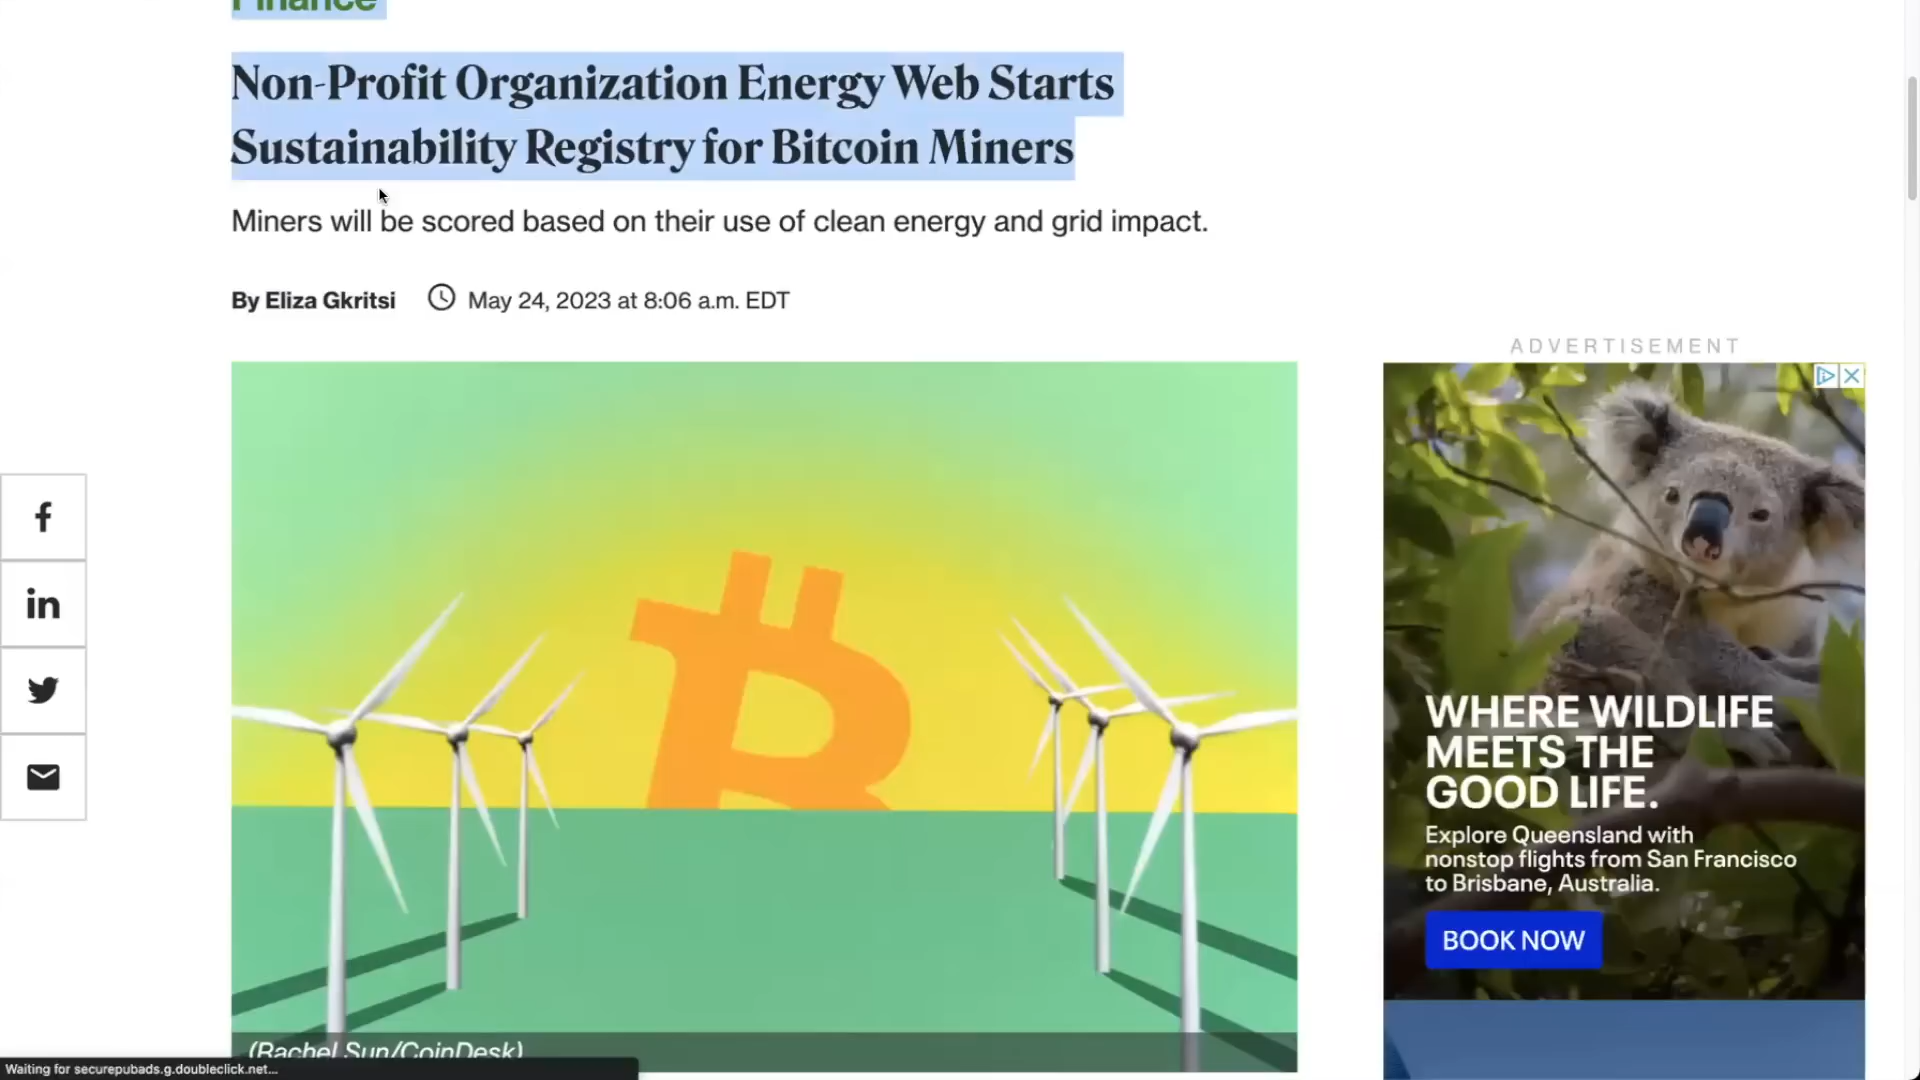 Finance
Non-Profit Organization Energy Web Starts
Sustainability Registry for Bitcoin Miners
Miners will be scored based on their use of clean energy and grid impact.
By Eliza Gkritsi May 24, 2023 at 8:06 a.m. EDT
ADVERTISEMENT
WHERE WILDLIFE
MEETS THE
GOOD LIFE.
Explore Queensland with
nonstop flights from San Francisco
to Brisbane, Australia.
BOOK NOW
(Rachel Sun/CoinDesk)
Waiting for securepubads.g.doubleclick.net...